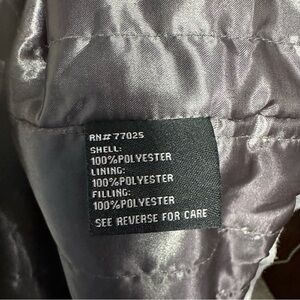 RN# 77025
SHELL:
100%POLYESTER
LINING:
100%POLYESTER
FILLING:
100%POLYESTER
SEE REVERSE FOR CARE